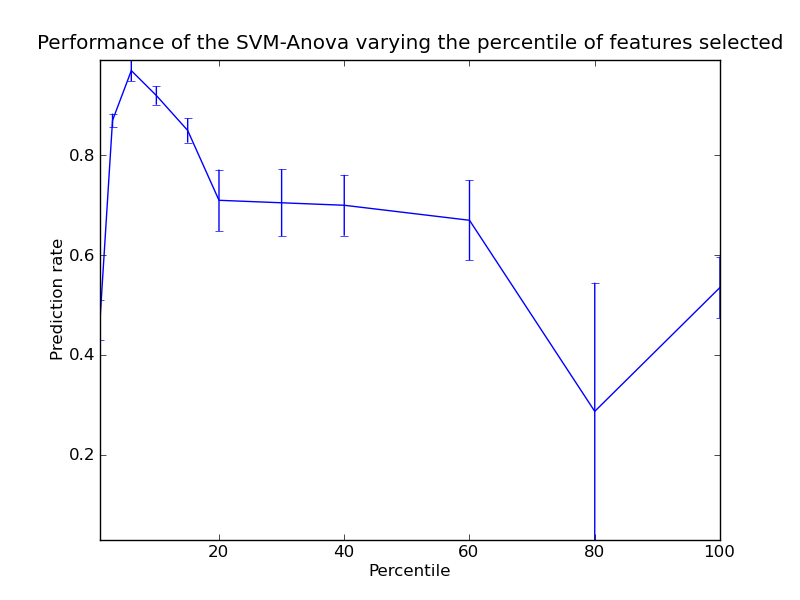 Performance of the SVM-Anova varying the percentile of features selected
0.8
0.6
0.4
0.2
Prediction rate
20 40 60 80 100
Percentile